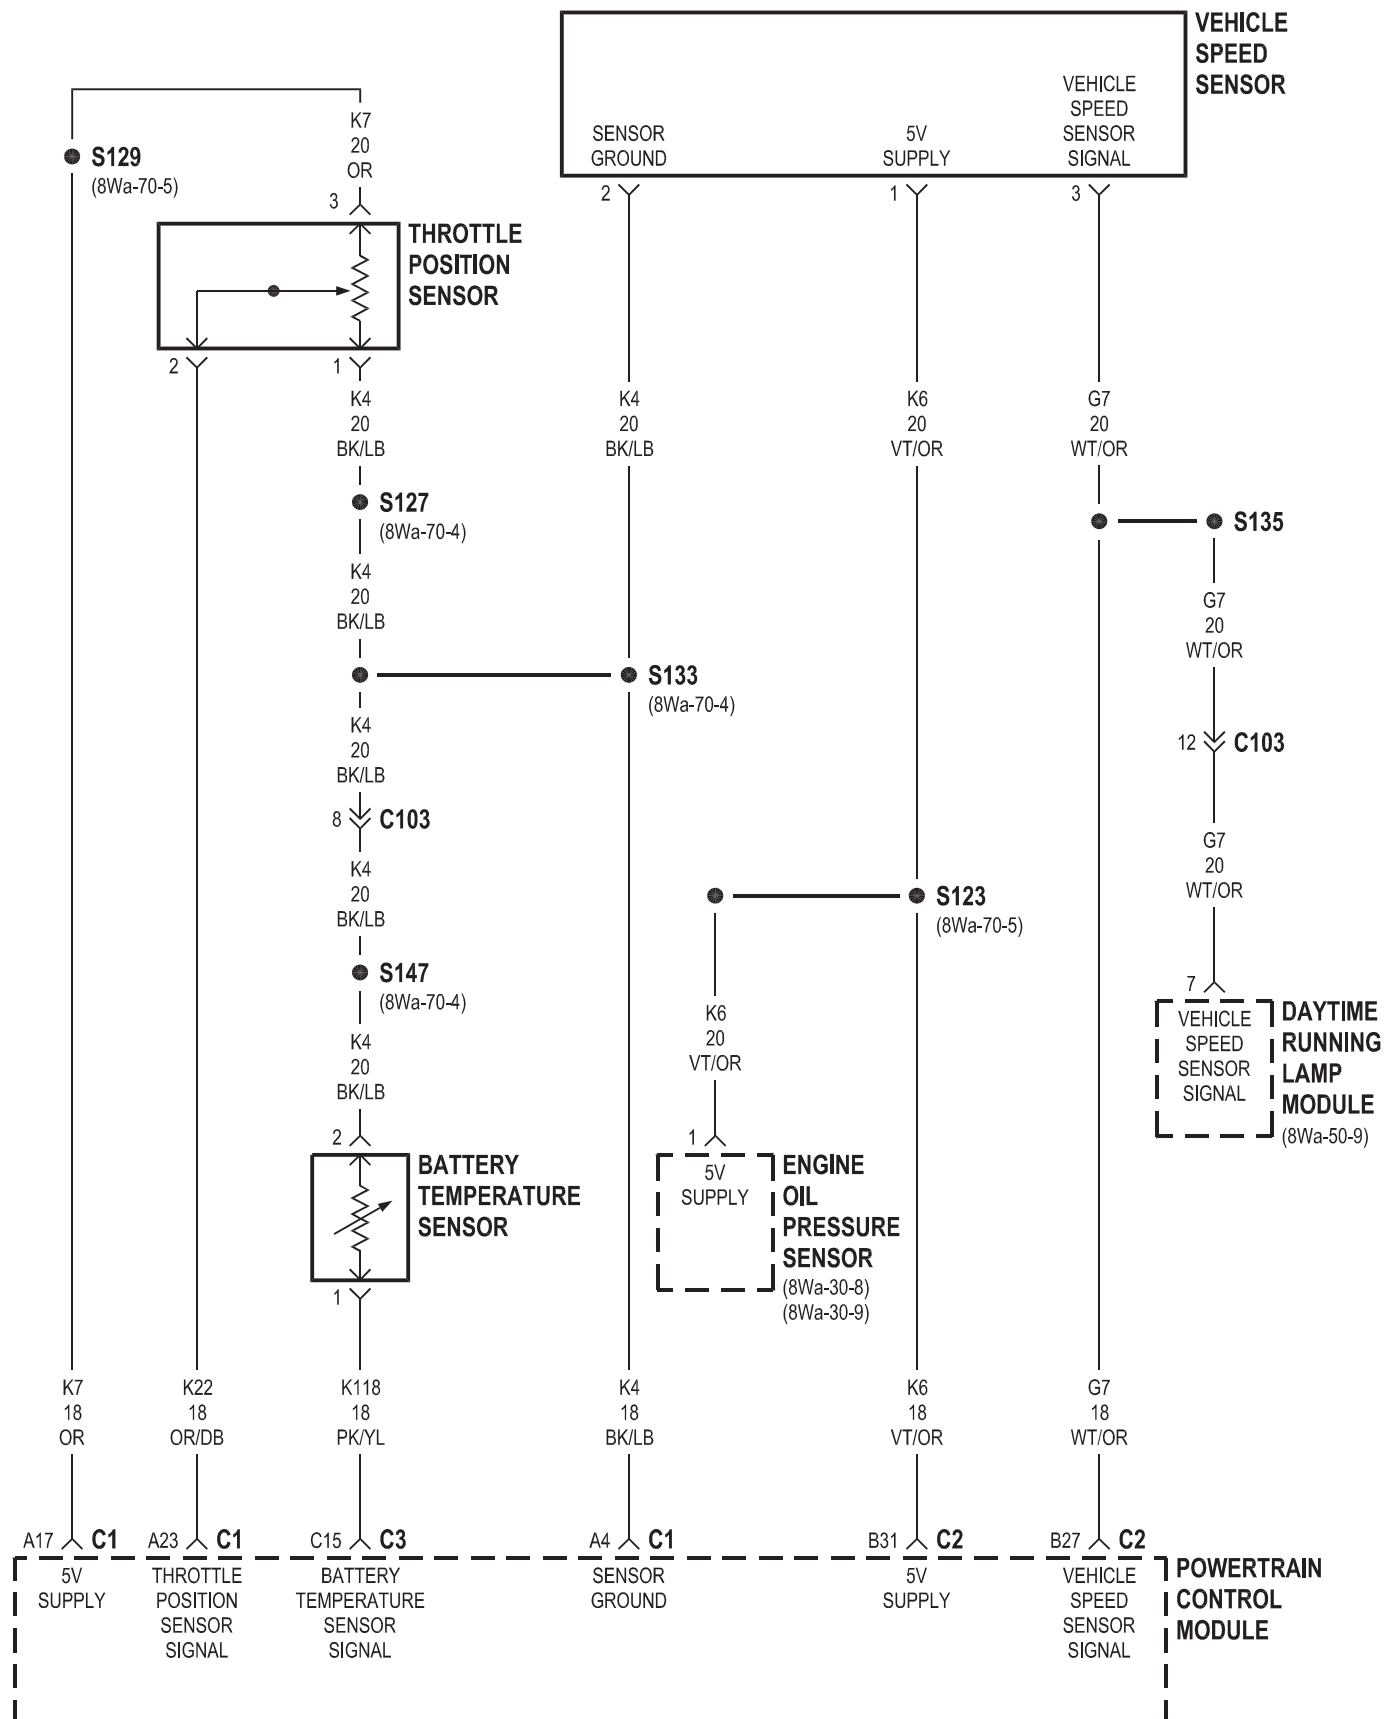 VEHICLE
SPEED
SENSOR
SENSOR
GROUND
5V
SUPPLY
VEHICLE
SPEED
SENSOR
SIGNAL
2
1
3
K7
20
OR
S129
(8Wa-70-5)
3
THROTTLE
POSITION
SENSOR
2
1
K4
20
BK/LB
K4
20
BK/LB
K6
20
VT/OR
G7
20
WT/OR
S127
(8Wa-70-4)
S135
K4
20
BK/LB
G7
20
WT/OR
S133
(8Wa-70-4)
K4
20
BK/LB
12
C103
8
C103
K4
20
BK/LB
G7
20
WT/OR
S123
(8Wa-70-5)
S147
(8Wa-70-4)
K4
20
BK/LB
K6
20
VT/OR
7
VEHICLE
SPEED
SENSOR
SIGNAL
DAYTIME
RUNNING
LAMP
MODULE
(8Wa-50-9)
2
BATTERY
TEMPERATURE
SENSOR
1
1
5V
SUPPLY
ENGINE
OIL
PRESSURE
SENSOR
(8Wa-30-8)
(8Wa-30-9)
K7
18
OR
K22
18
OR/DB
K118
18
PK/YL
K4
18
BK/LB
K6
18
VT/OR
G7
18
WT/OR
A17
C1
A23
C1
C15
C3
A4
C1
B31
C2
B27
C2
5V
SUPPLY
THROTTLE
POSITION
SENSOR
SIGNAL
BATTERY
TEMPERATURE
SENSOR
SIGNAL
SENSOR
GROUND
5V
SUPPLY
VEHICLE
SPEED
SENSOR
SIGNAL
POWERTRAIN
CONTROL
MODULE